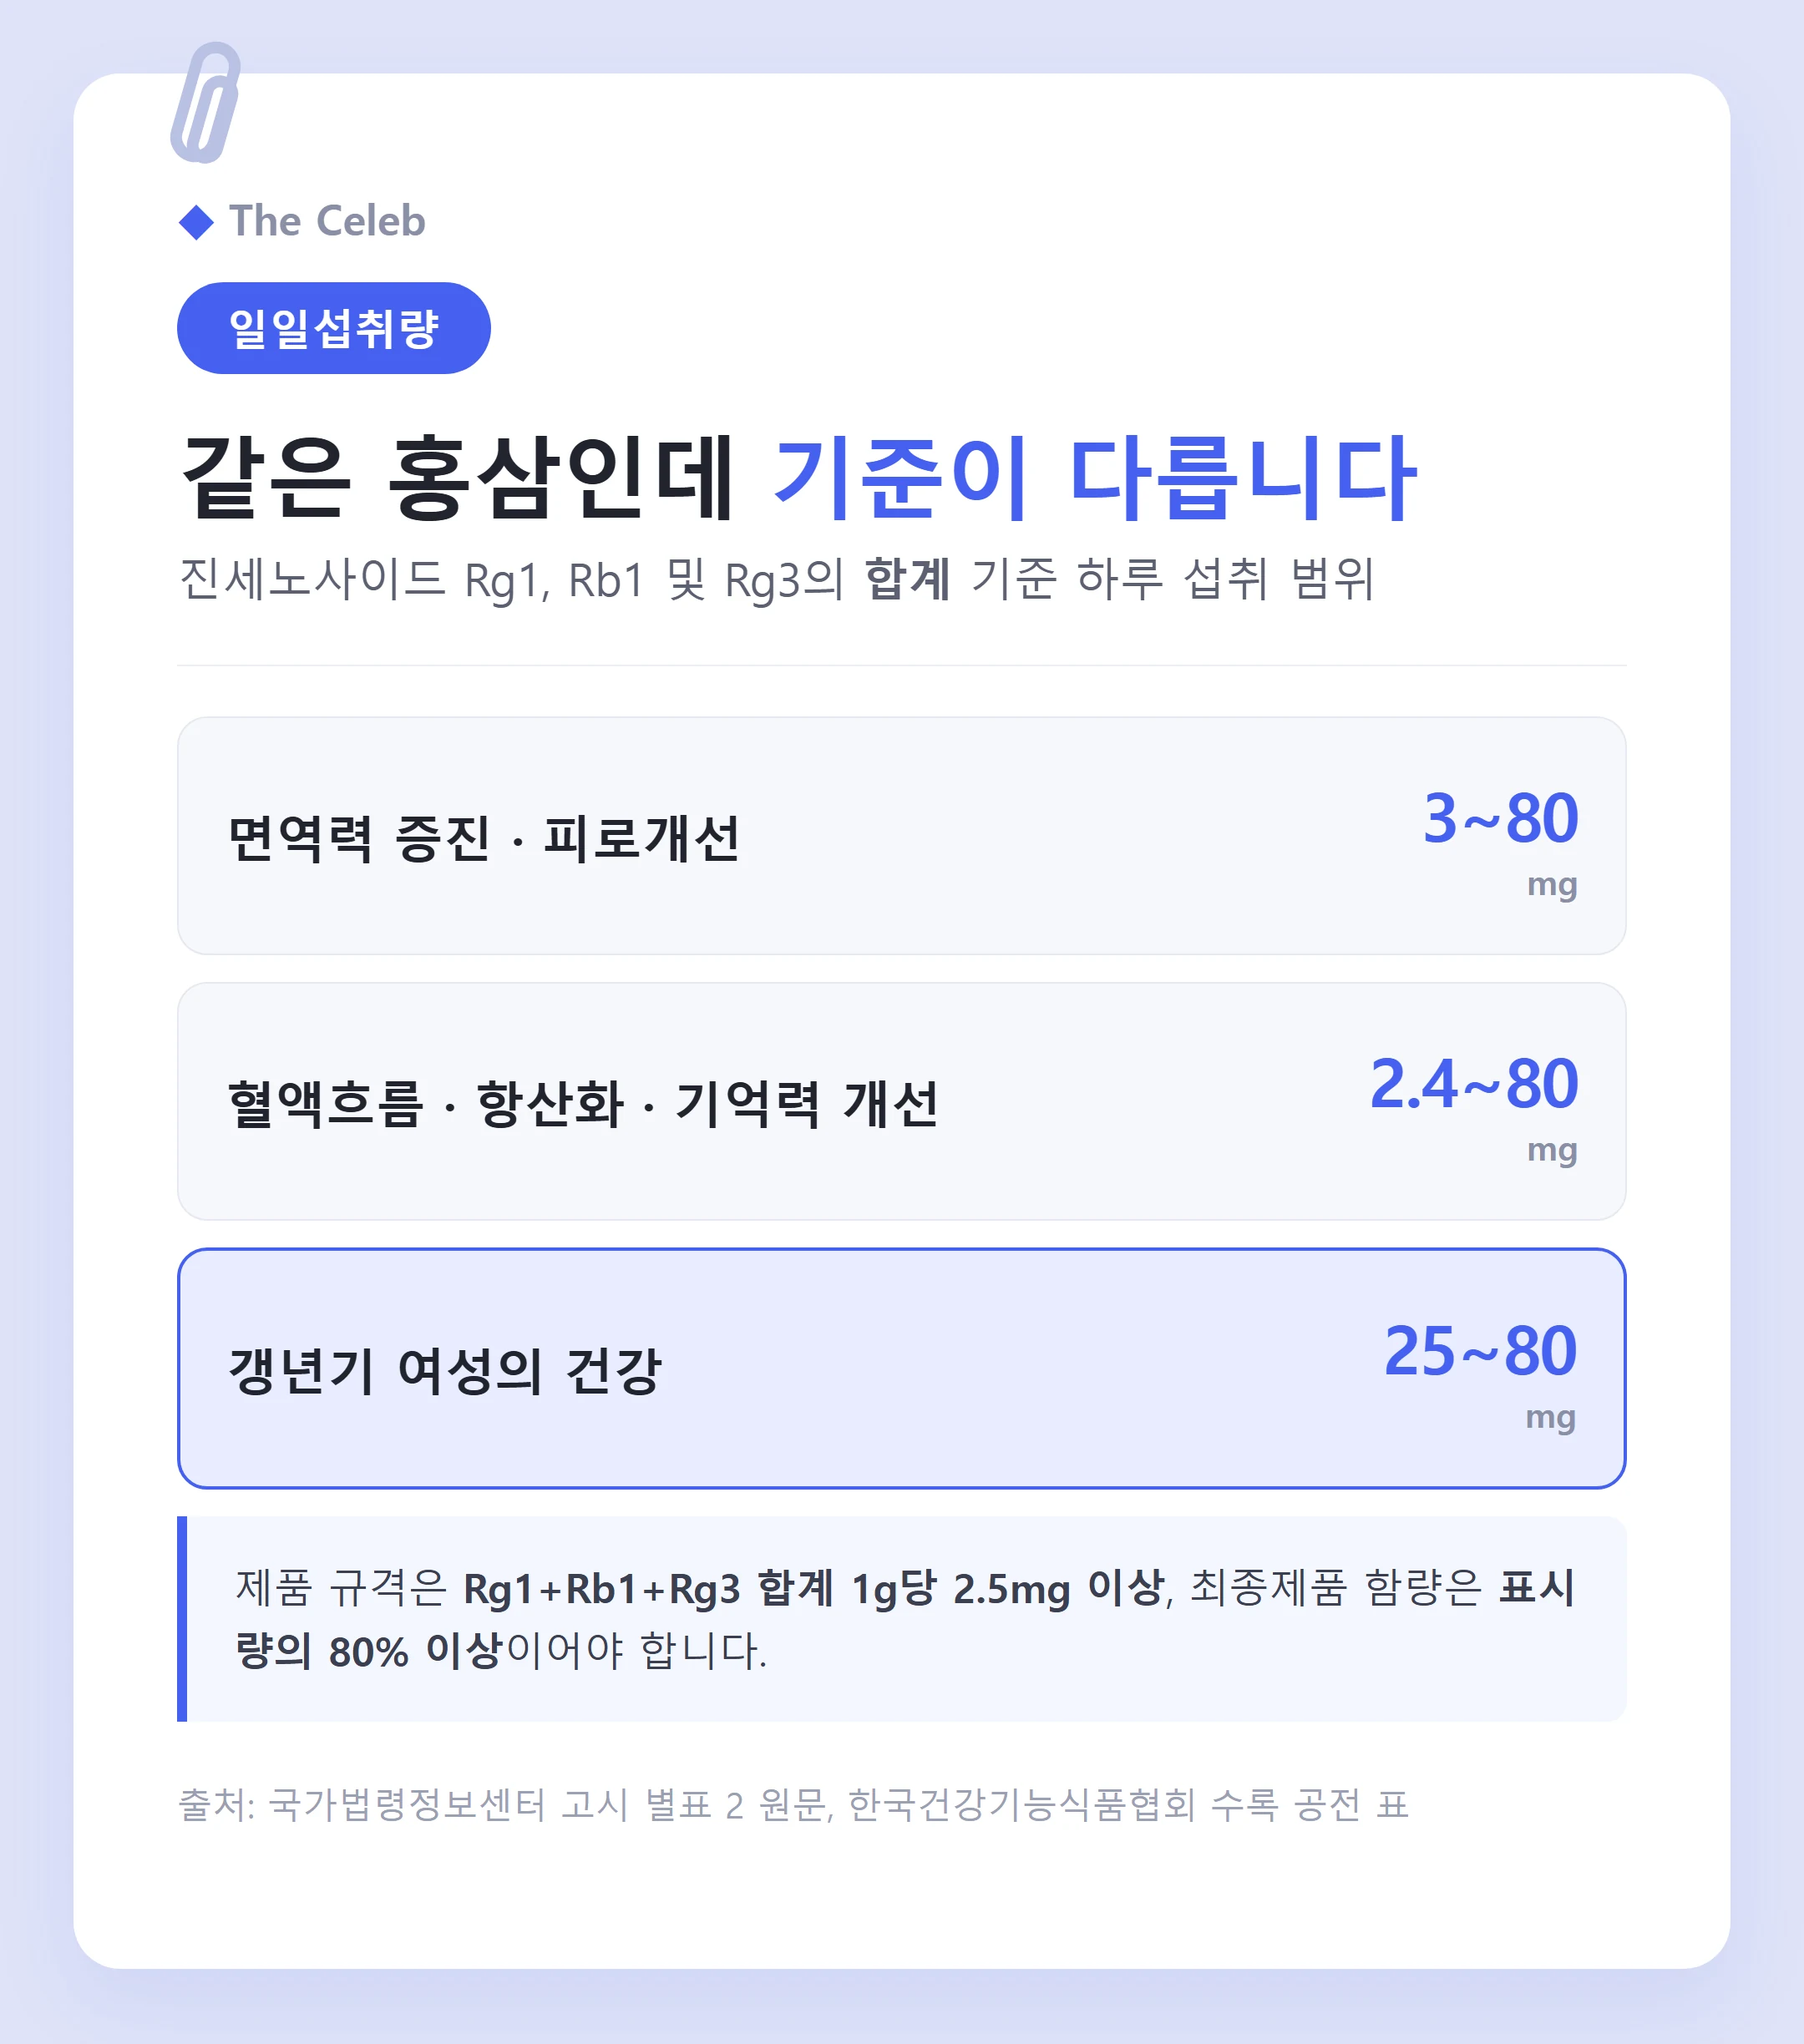 The Celeb
일일섭취량
같은 홍삼인데 기준이 다릅니다
진세노사이드 Rg1, Rb1 및 Rg3의 합계 기준 하루 섭취 범위
면역력 증진 · 피로개선
3~80
mg
혈액흐름 · 항산화 · 기억력 개선
2.4~80
mg
갱년기 여성의 건강
25~80
mg
제품 규격은 Rg1+Rb1+Rg3 합계 1g당 2.5mg 이상, 최종제품 함량은 표시
량의 80% 이상이어야 합니다.
출처: 국가법령정보센터 고시 별표 2 원문, 한국건강기능식품협회 수록 공전 표